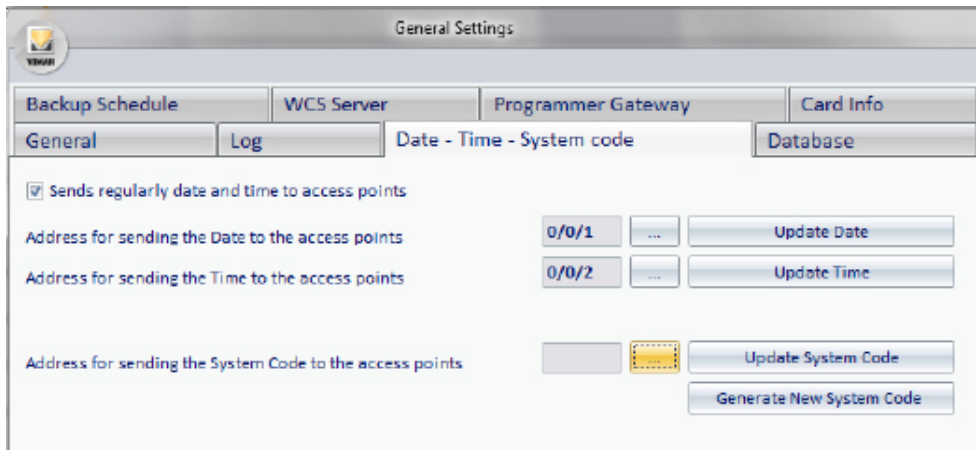 General Settings
VIMAR
Backup Schedule WCS Server Programmer Gateway Card Info
General Log Date - Time - System code Database
Sends regularly date and time to access points
Address for sending the Date to the access points 0/0/1 ... Update Date
Address for sending the Time to the access points 0/0/2 ... Update Time
Address for sending the System Code to the access points ... Update System Code
Generate New System Code